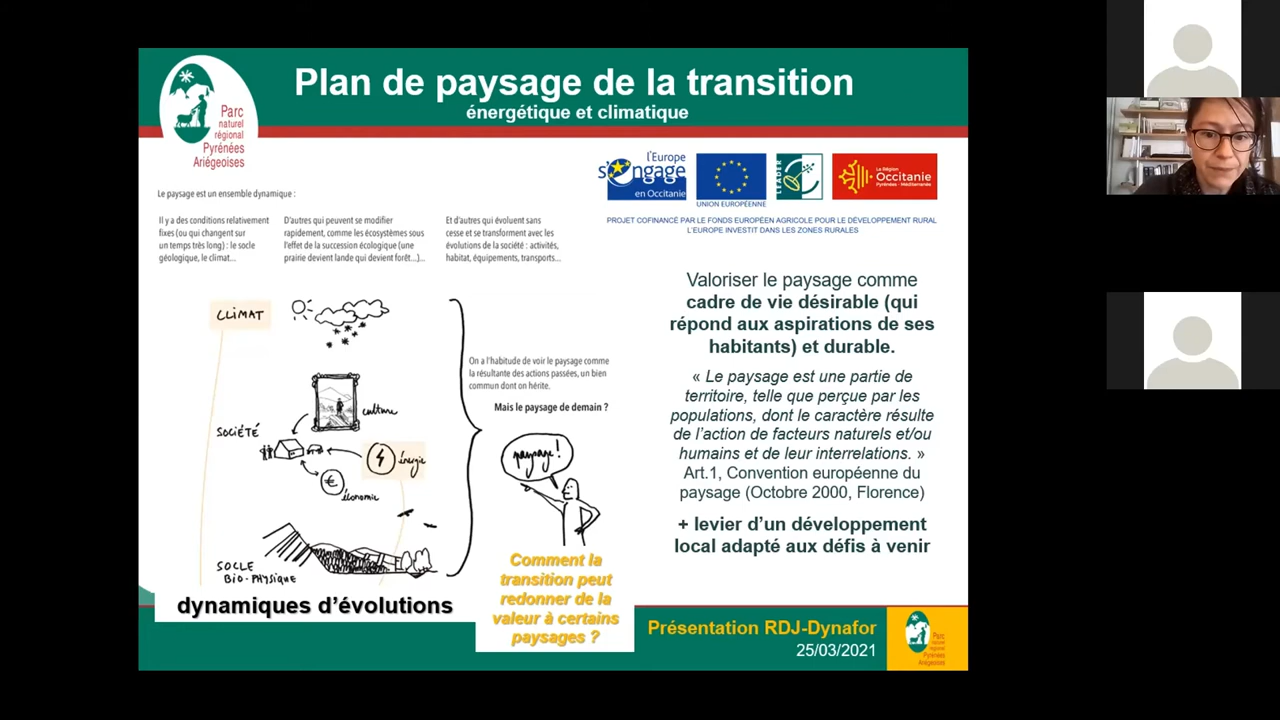 Plan de paysage de la transition
énergétique et climatique
Parc
naturel
régional
Pyrénées
Ariégeoises
l'Europe
s'engage
en Occitanie
UNION EUROPÉENNE
LEADER
La Région
Occitanie
Pyrénées - Méditerranée
PROJET COFINANCÉ PAR LE FONDS EUROPÉEN AGRICOLE POUR LE DÉVELOPPEMENT RURAL
L'EUROPE INVESTIT DANS LES ZONES RURALES
Le paysage est un ensemble dynamique :
Il y a des conditions relativement
fixes (ou qui changent sur
un temps très long) : le socle
géologique, le climat...
D'autres qui peuvent se modifier
rapidement, comme les écosystèmes sous
l'effet de la succession écologique (une
prairie devient lande qui devient forêt...)...
Et d'autres qui évoluent sans
cesse et se transforment avec les
évolutions de la société : activités,
habitat, équipements, transports...
CLIMAT
culture
SOCIÉTÉ
énergie
€
économie
SOCLE
BIO-PHYSIQUE
dynamiques d'évolutions
On a l'habitude de voir le paysage comme
la résultante des actions passées, un bien
commun dont on hérite.
Mais le paysage de demain ?
paysage !
Comment la
transition peut
redonner de la
valeur à certains
paysages ?
Valoriser le paysage comme
cadre de vie désirable (qui
répond aux aspirations de ses
habitants) et durable.
« Le paysage est une partie de
territoire, telle que perçue par les
populations, dont le caractère résulte
de l'action de facteurs naturels et/ou
humains et de leur interrelations. »
Art.1, Convention européenne du
paysage (Octobre 2000, Florence)
+ levier d'un développement
local adapté aux défis à venir
Présentation RDJ-Dynafor
25/03/2021
Parc
naturel
régional
Pyrénées
Ariégeoises